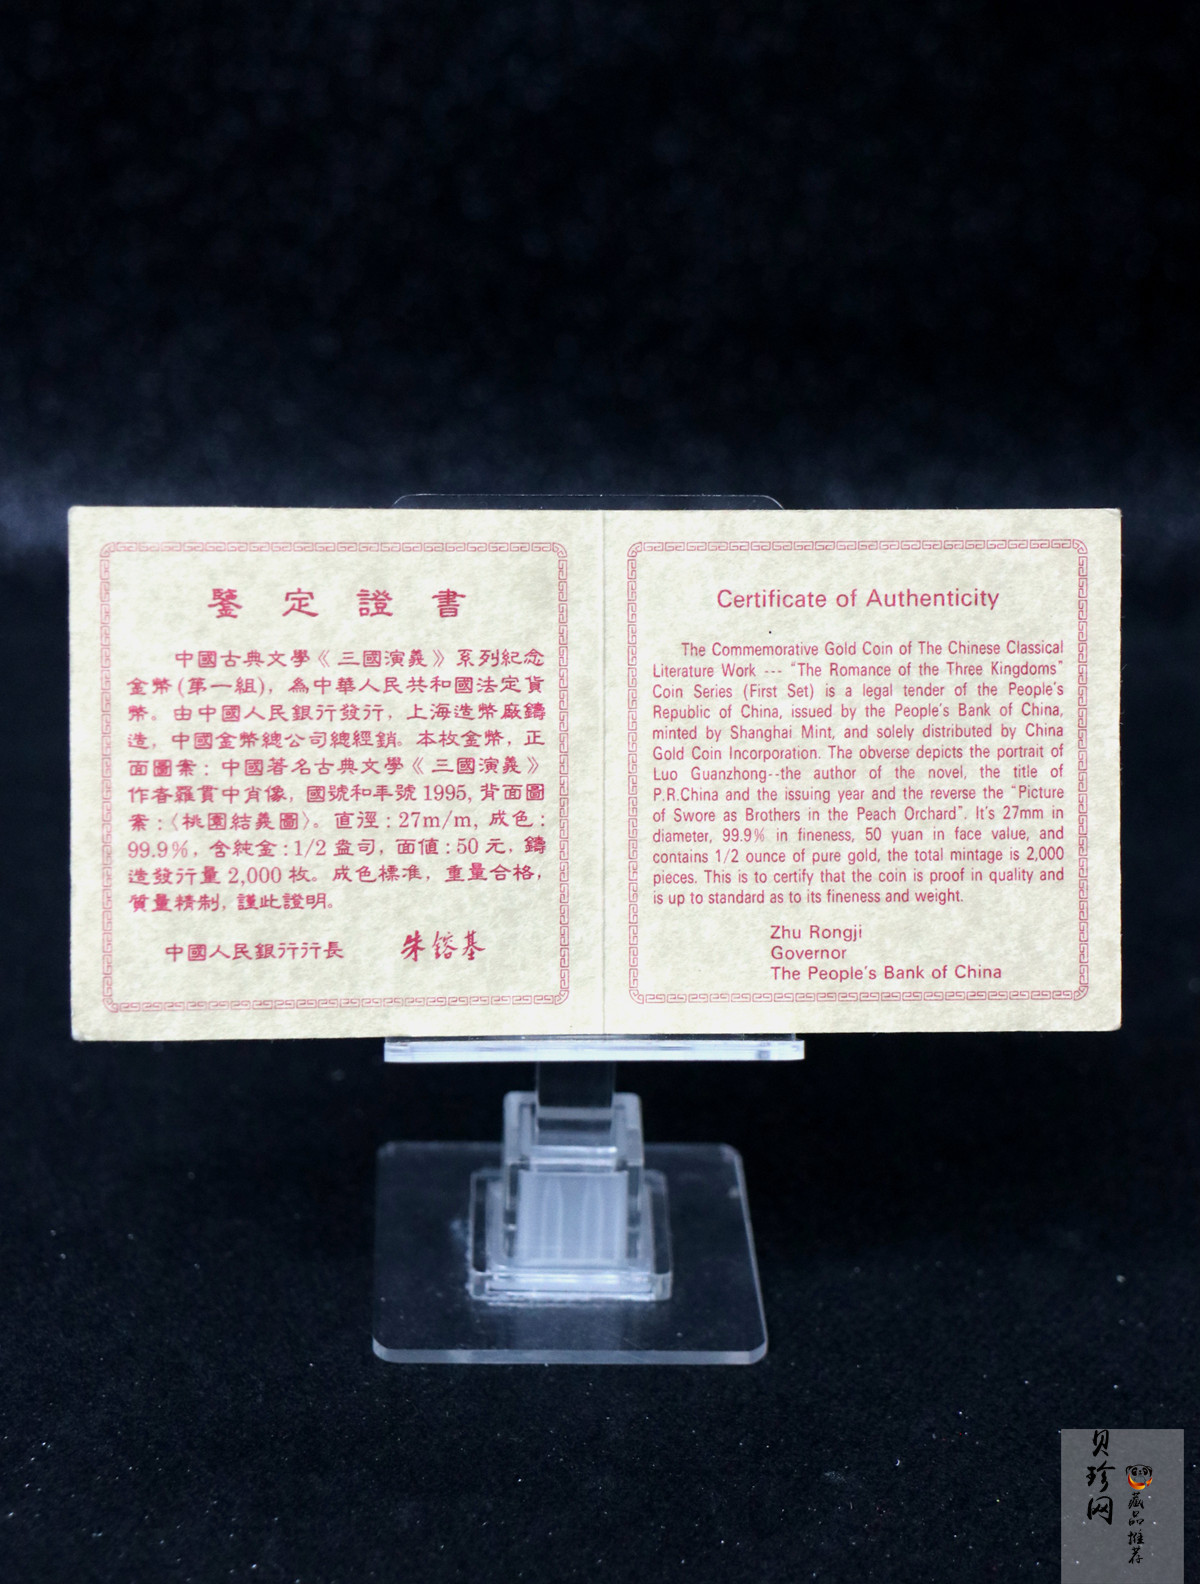 鑒定證書
中國古典文學《三國演義》系列紀念
金幣(第一組)，為中華人民共和國法定貨
幣。由中國人民銀行發行，上海造幣廠鑄
造，中國金幣總公司總經銷。本枚金幣，正
面圖案：中國著名古典文學《三國演義》
作者羅貫中肖像，國號和年號1995，背面圖
案：〈桃園結義圖〉。直徑：27m/m，成色：
99.9%，含純金：1/2盎司，面值：50元，鑄
造發行量2,000枚。成色標准，重量合格，
質量精制，謹此證明。
中國人民銀行行長 朱鎔基
Certificate of Authenticity
The Commemorative Gold Coin of The Chinese Classical
Literature Work --- "The Romance of the Three Kingdoms"
Coin Series (First Set) is a legal tender of the People's
Republic of China, issued by the People's Bank of China,
minted by Shanghai Mint, and solely distributed by China
Gold Coin Incorporation. The obverse depicts the portrait of
Luo Guanzhong--the author of the novel, the title of
P.R.China and the issuing year and the reverse the "Picture
of Swore as Brothers in the Peach Orchard". It's 27mm in
diameter, 99.9% in fineness, 50 yuan in face value, and
contains 1/2 ounce of pure gold, the total mintage is 2,000
pieces. This is to certify that the coin is proof in quality and
is up to standard as to its fineness and weight.
Zhu Rongji
Governor
The People's Bank of China
贝珍网
藏品推荐